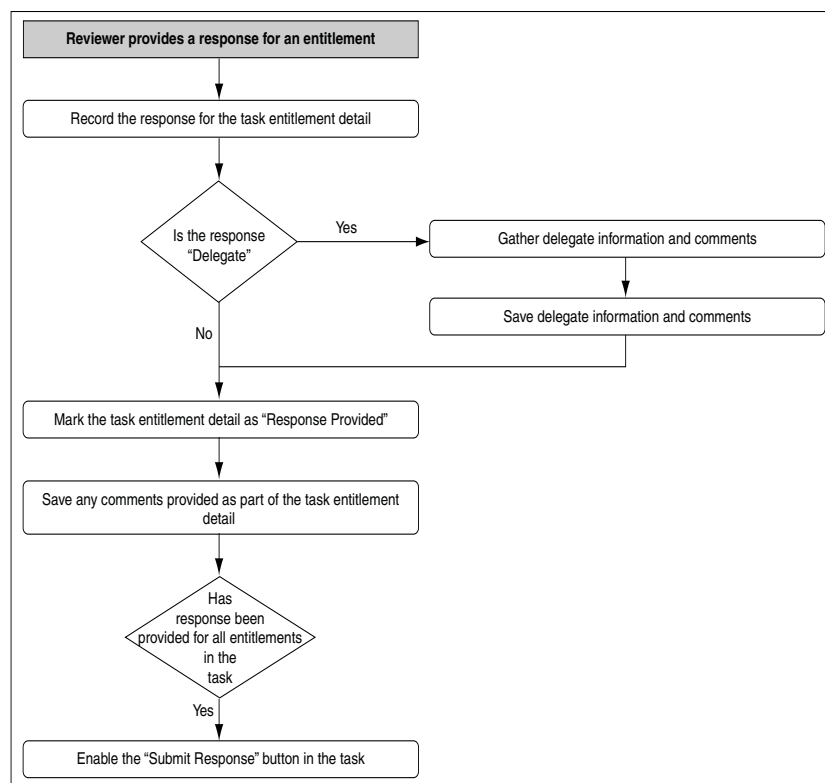 Reviewer provides a response for an entitlement
Record the response for the task entitlement detail
Is the response
“Delegate”
Yes
Gather delegate information and comments
Save delegate information and comments
No
Mark the task entitlement detail as “Response Provided”
Save any comments provided as part of the task entitlement
detail
Has
response been
provided for all entitlements
in the
task
Yes
Enable the “Submit Response” button in the task